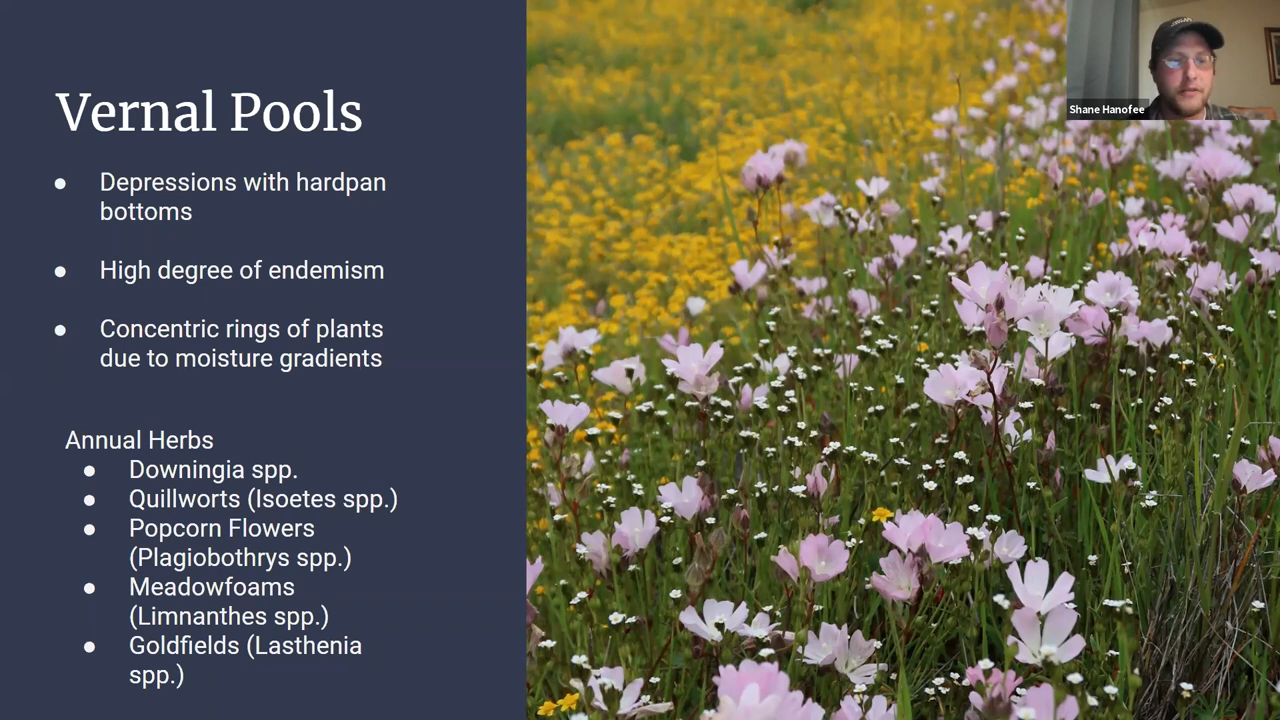 Vernal Pools
● Depressions with hardpan
bottoms
● High degree of endemism
● Concentric rings of plants
due to moisture gradients
Annual Herbs
● Downingia spp.
● Quillworts (Isoetes spp.)
● Popcorn Flowers
(Plagiobothrys spp.)
● Meadowfoams
(Limnanthes spp.)
● Goldfields (Lasthenia
spp.)
Shane Hanofee